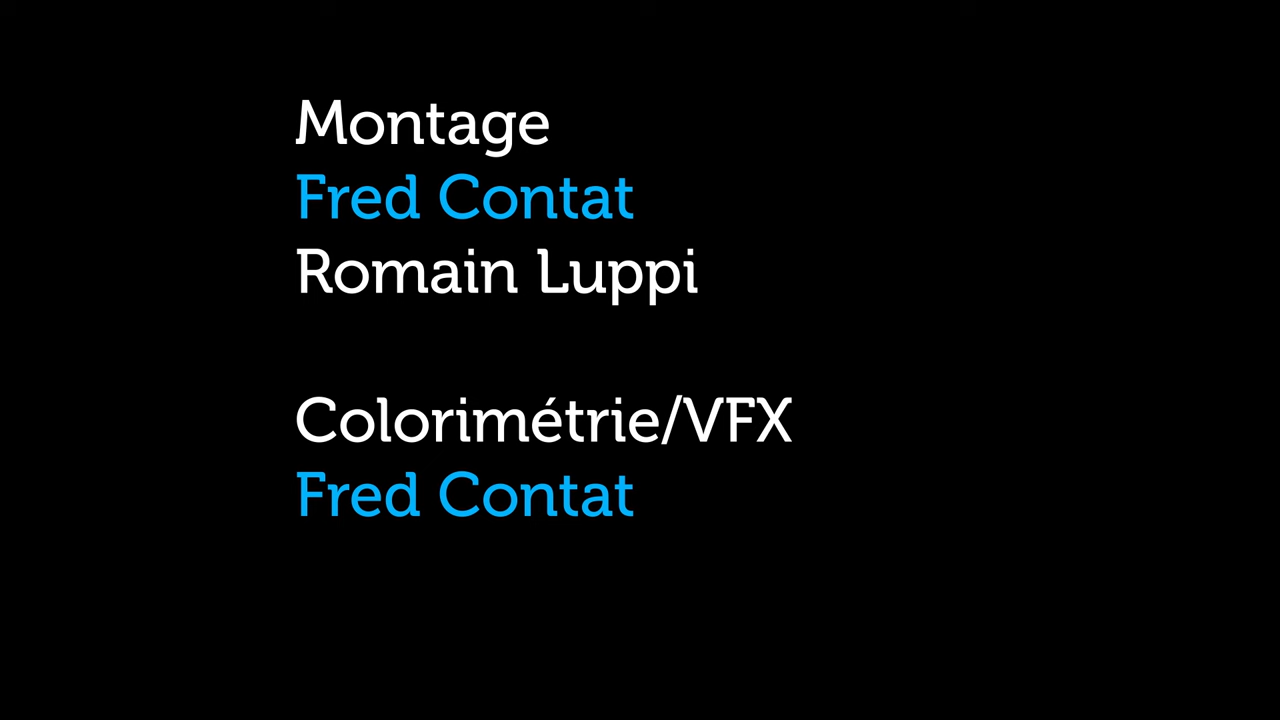 Montage
Fred Contat
Romain Luppi
Colorimétrie/VFX
Fred Contat